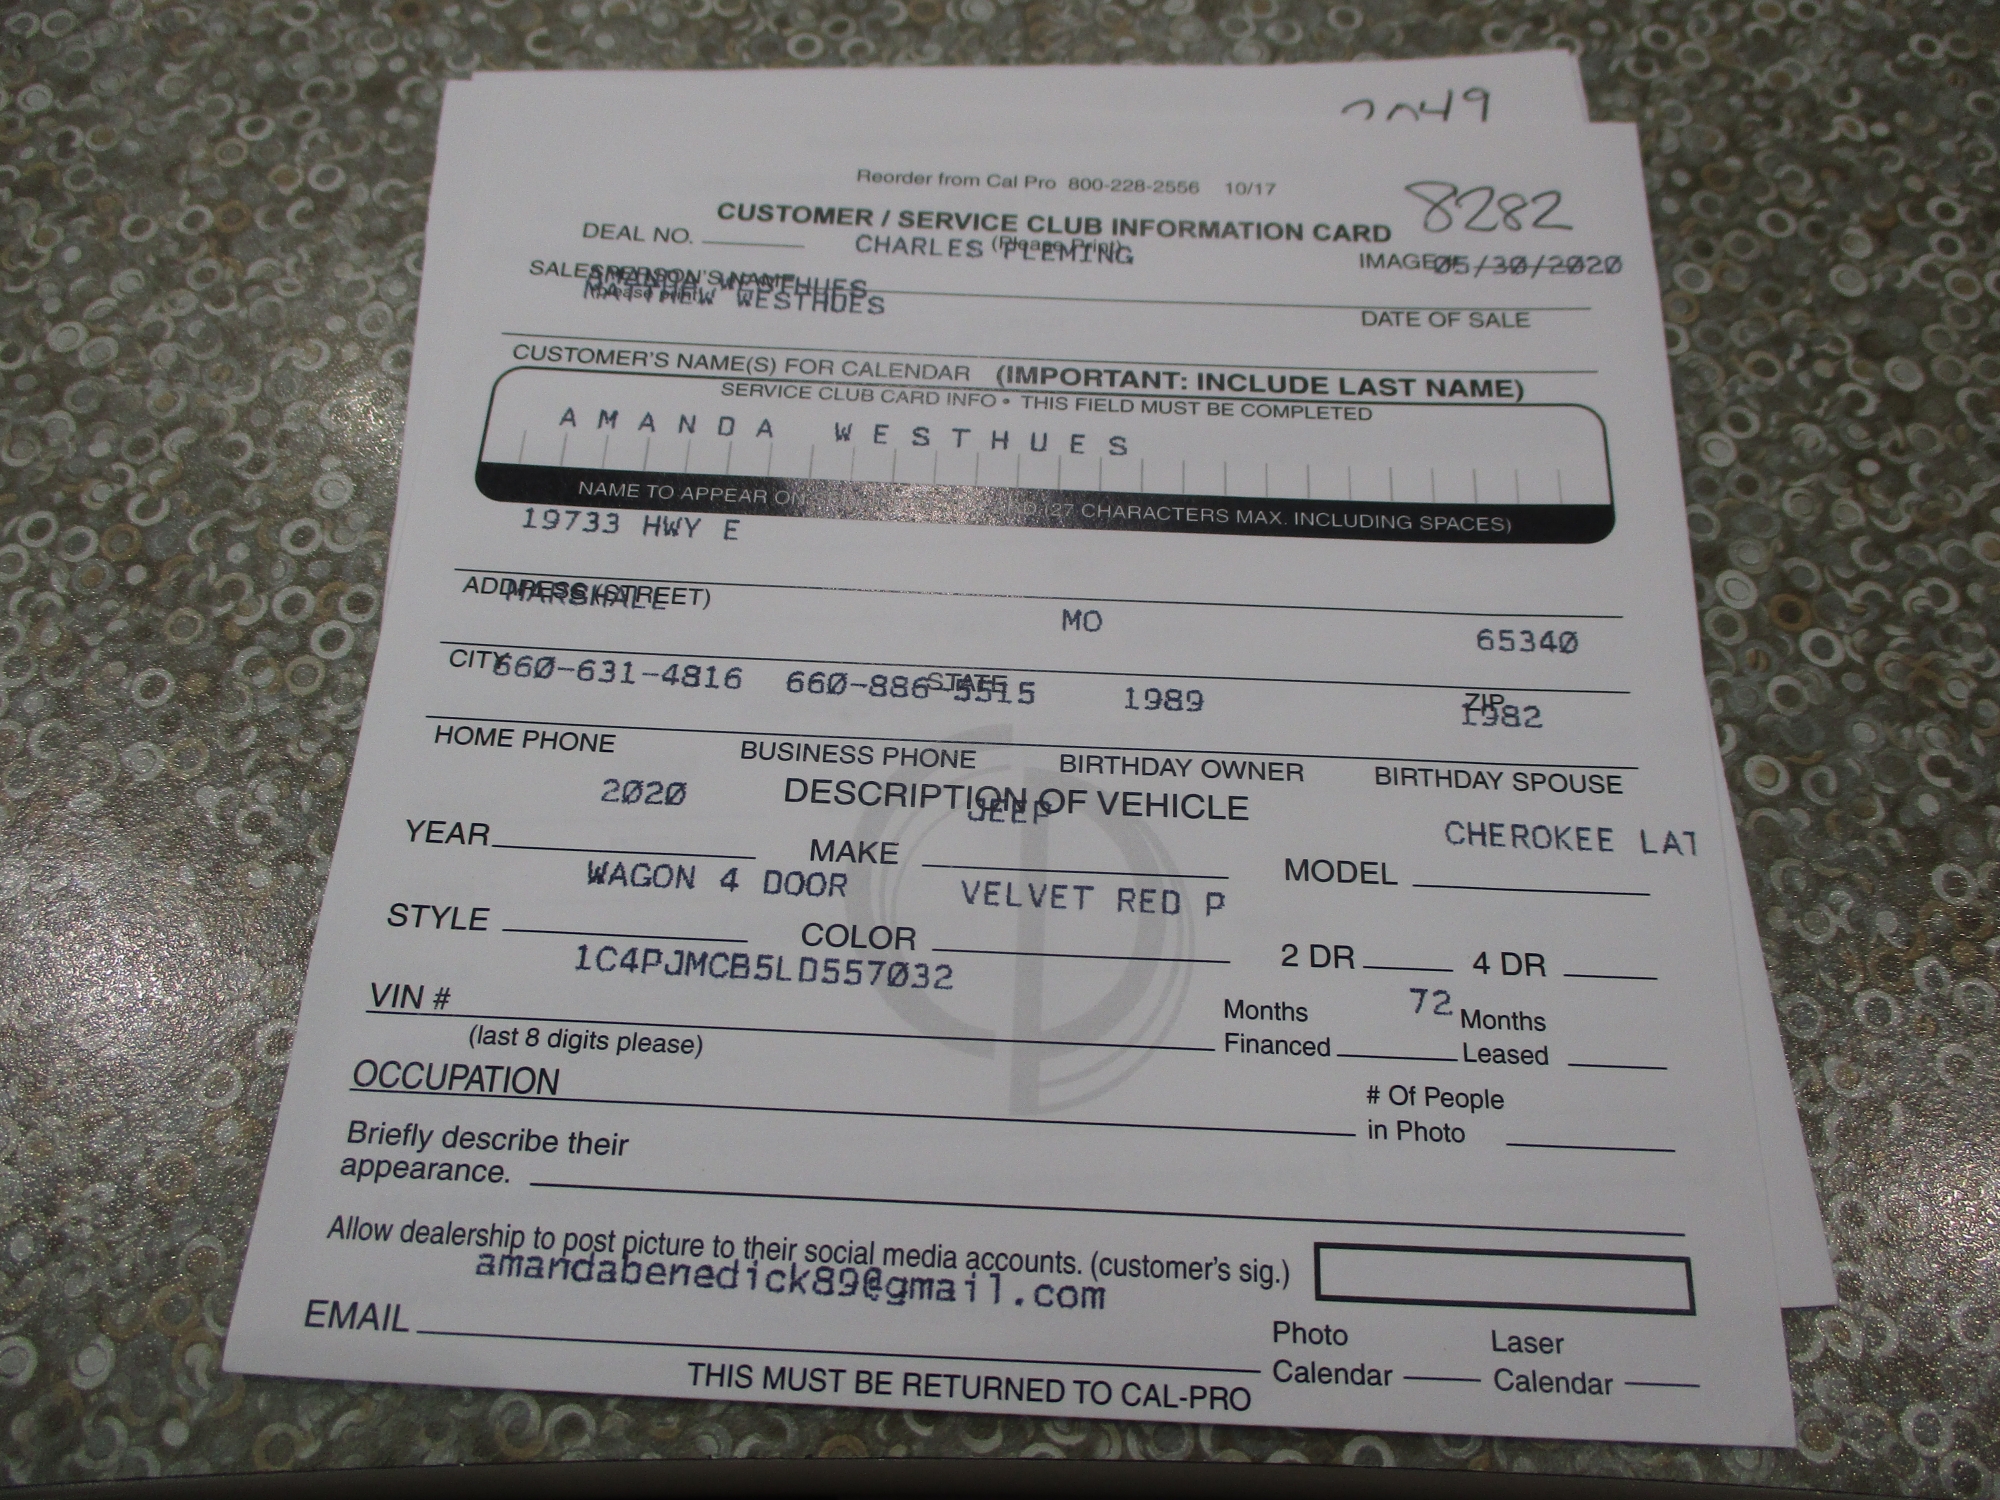 Reorder from Cal Pro 800-228-2556 10/17
8282
CUSTOMER / SERVICE CLUB INFORMATION CARD
DEAL NO.
CHARLES (Please Print)
IMAGE 05/30/2020
SALESPERSON'S NAME
AMANDA WESTHUES
(please print)
MATTHEW WESTHUES
DATE OF SALE
CUSTOMER'S NAME(S) FOR CALENDAR (IMPORTANT: INCLUDE LAST NAME)
SERVICE CLUB CARD INFO • THIS FIELD MUST BE COMPLETED
AMANDA WESTHUES
NAME TO APPEAR ON (27 CHARACTERS MAX. INCLUDING SPACES)
19733 HWY E
ADDRESS (STREET)
MARSHALL MO 65340
CITY STATE ZIP
660-631-4816 660-886-5515 1989 1982
HOME PHONE BUSINESS PHONE BIRTHDAY OWNER BIRTHDAY SPOUSE
DESCRIPTION OF VEHICLE
2020 JEEP CHEROKEE LAT
YEAR MAKE MODEL
WAGON 4 DOOR VELVET RED P
STYLE COLOR 2 DR 4 DR
1C4PJMCB5LD557032
VIN #
(last 8 digits please)
Months Financed 72 Months Leased
OCCUPATION
# Of People in Photo
Briefly describe their
appearance.
Allow dealership to post picture to their social media accounts. (customer's sig.)
amandabenedick89@gmail.com
EMAIL
Photo Calendar Laser Calendar
THIS MUST BE RETURNED TO CAL-PRO